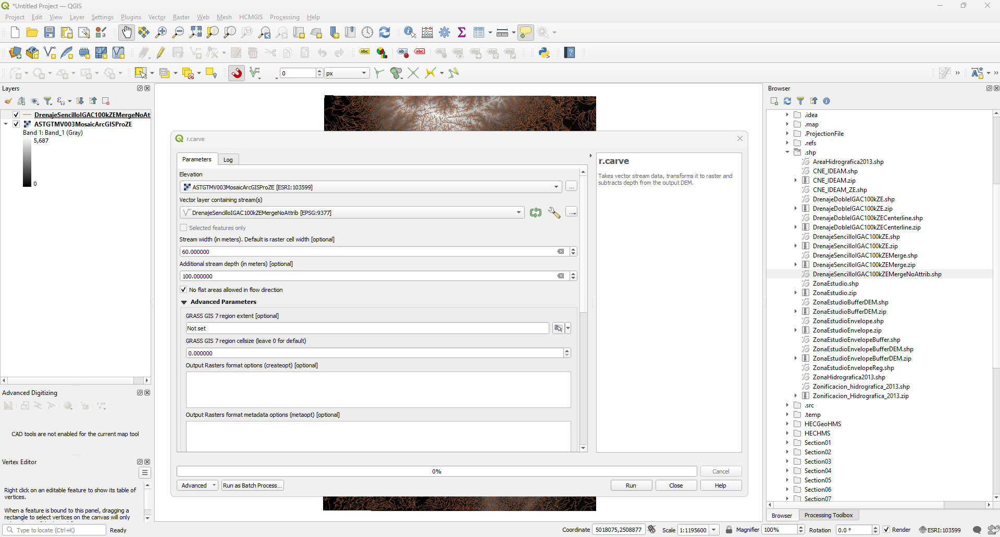 *Untitled Project — QGIS
Project Edit View Layer Settings Plugins Vector Raster Web Mesh HCMGIS Processing Help
0 px
Layers
DrenajeSencilloIGAC100kZEMergeNoAt
ASTGTMV003MosaicArcGISProZE
Band 1: Band_1 (Gray)
5,687
0
Advanced Digitizing
CAD tools are not enabled for the current map tool
Vertex Editor
Right click on an editable feature to show its table of
vertices.
When a feature is bound to this panel, dragging a
rectangle to select vertices on the canvas will only
r.carve
Parameters Log
Elevation
ASTGTMV003MosaicArcGISProZE [ESRI:103599]
...
Vector layer containing stream(s)
DrenajeSencilloIGAC100kZEMergeNoAttrib [EPSG:9377]
...
Selected features only
Stream width (in meters). Default is raster cell width [optional]
60.000000
Additional stream depth (in meters) [optional]
100.000000
No flat areas allowed in flow direction
Advanced Parameters
GRASS GIS 7 region extent [optional]
Not set
GRASS GIS 7 region cellsize (leave 0 for default)
0.000000
Output Rasters format options (createopt) [optional]
Output Rasters format metadata options (metaopt) [optional]
r.carve
Takes vector stream data, transforms it to raster and
subtracts depth from the output DEM.
0%
Cancel
Advanced
Run as Batch Process...
Run
Close
Help
Browser
.idea
.map
.ProjectionFile
.refs
.shp
AreaHidrografica2013.shp
CNE_IDEAM.shp
CNE_IDEAM.zip
CNE_IDEAM_ZE.shp
DrenajeDobleIGAC100kZE.shp
DrenajeDobleIGAC100kZE.zip
DrenajeDobleIGAC100kZECenterline.shp
DrenajeDobleIGAC100kZECenterline.zip
DrenajeSencilloIGAC100kZE.shp
DrenajeSencilloIGAC100kZE.zip
DrenajeSencilloIGAC100kZEMerge.shp
DrenajeSencilloIGAC100kZEMerge.zip
DrenajeSencilloIGAC100kZEMergeNoAttrib.shp
ZonaEstudio.shp
ZonaEstudio.zip
ZonaEstudioBufferDEM.shp
ZonaEstudioBufferDEM.zip
ZonaEstudioEnvelope.shp
ZonaEstudioEnvelope.zip
ZonaEstudioEnvelopeBuffer.shp
ZonaEstudioEnvelopeBufferDEM.shp
ZonaEstudioEnvelopeBufferDEM.zip
ZonaEstudioEnvelopeReg.shp
ZonaHidrografica2013.shp
Zonificacion_hidrografica_2013.shp
Zonificacion_Hidrografica_2013.zip
.src
.temp
HECGeoHMS
HECHMS
Section01
Section02
Section03
Section04
Section05
Section06
Section07
Browser Processing Toolbox
Type to locate (Ctrl+K) Ready Coordinate 5018075,2508877 Scale 1:1195600 Magnifier 100% Rotation 0.0 ° Render ESRI:103599